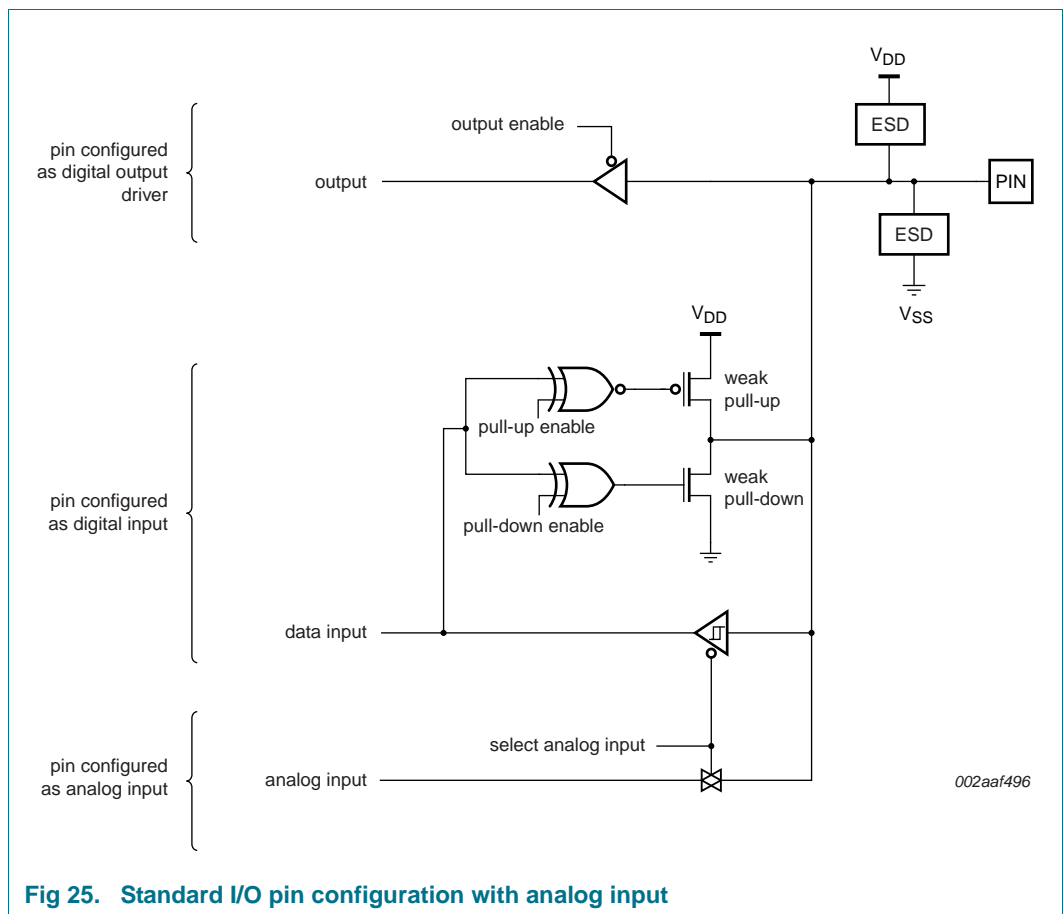 V_DD
ESD
output enable
pin configured
as digital output
driver
output
PIN
ESD
V_SS
V_DD
weak
pull-up
pull-up enable
weak
pull-down
pull-down enable
pin configured
as digital input
data input
select analog input
pin configured
as analog input
analog input
002aaf496
Fig 25. Standard I/O pin configuration with analog input